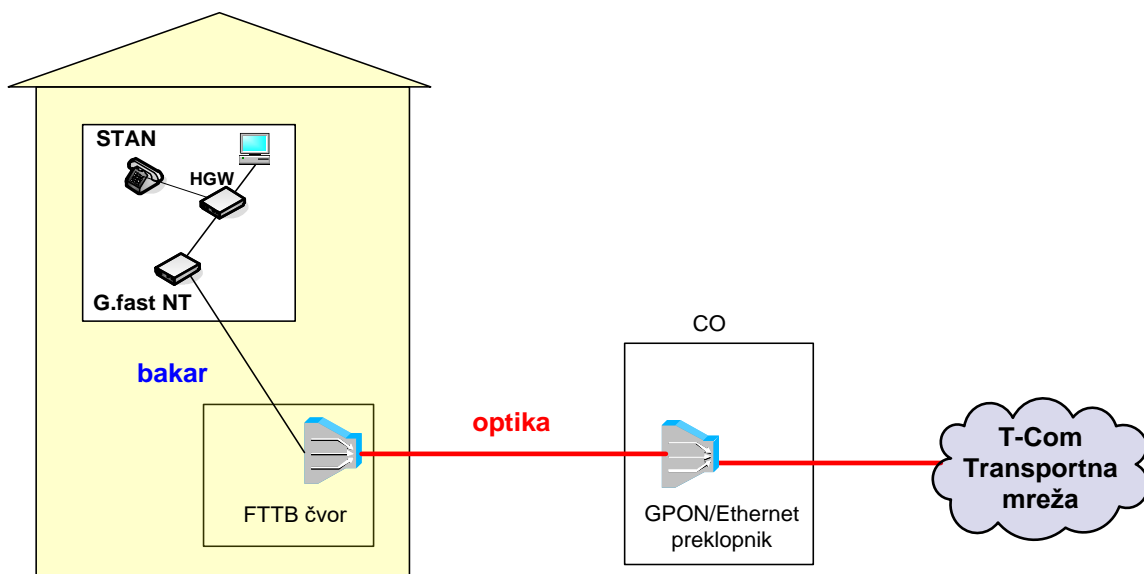 STAN
HGW
G.fast NT
bakar
FTTB čvor
optika
CO
GPON/Ethernet
preklopnik
T-Com
Transportna
mreža